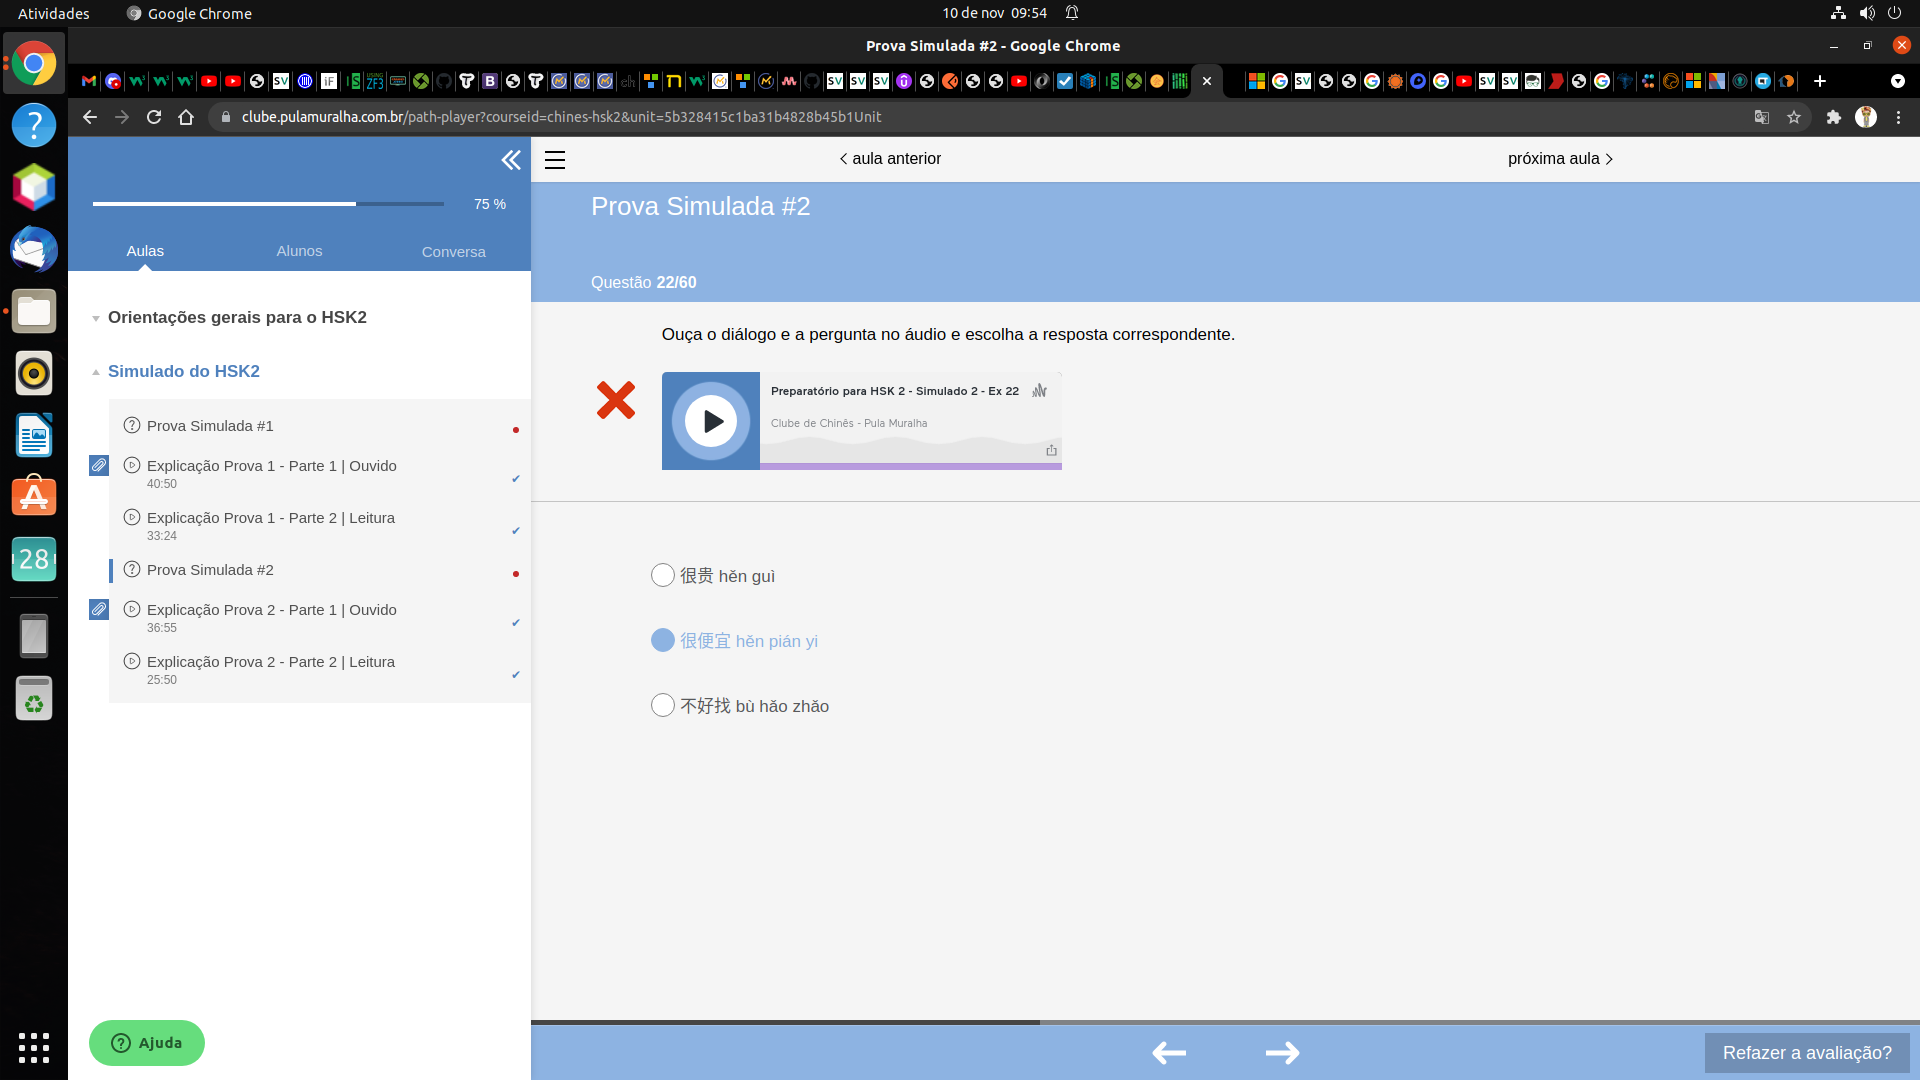 Atividades
Google Chrome
10 de nov 09:54
Prova Simulada #2 - Google Chrome
clube.pulamuralha.com.br/path-player?courseid=chines-hsk2&unit=5b328415c1ba31b4828b45b1Unit
75 %
Aulas
Alunos
Conversa
Orientações gerais para o HSK2
Simulado do HSK2
Prova Simulada #1
Explicação Prova 1 - Parte 1 | Ouvido
40:50
Explicação Prova 1 - Parte 2 | Leitura
33:24
Prova Simulada #2
Explicação Prova 2 - Parte 1 | Ouvido
36:55
Explicação Prova 2 - Parte 2 | Leitura
25:50
Ajuda
28
aula anterior
próxima aula
Prova Simulada #2
Questão 22/60
Ouça o diálogo e a pergunta no áudio e escolha a resposta correspondente.
Preparatório para HSK 2 - Simulado 2 - Ex 22
Clube de Chinês - Pula Muralha
很贵 hěn guì
很便宜 hěn pián yi
不好找 bù hǎo zhǎo
Refazer a avaliação?